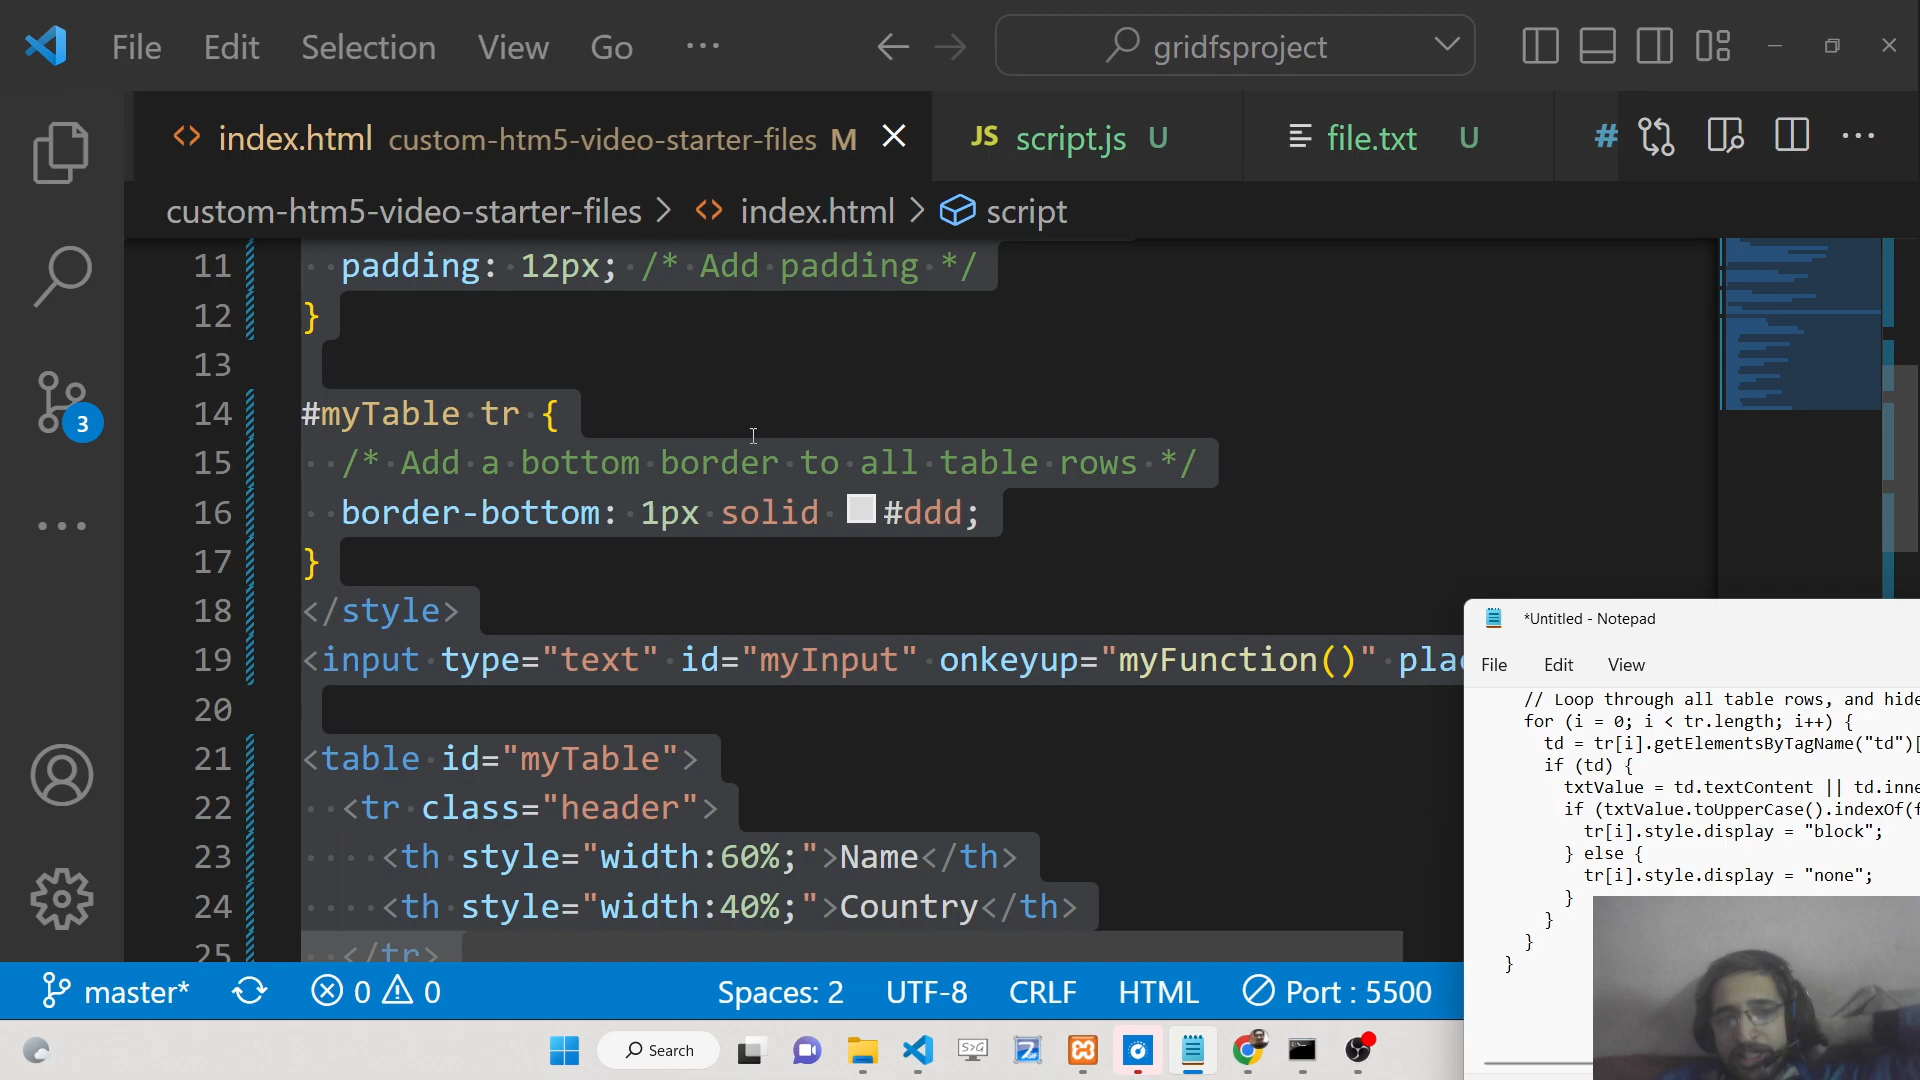 File Edit Selection View Go ··· gridfsproject
index.html custom-htm5-video-starter-files M JS script.js U file.txt U #
custom-htm5-video-starter-files > index.html > script
11 padding: 12px; /* Add padding */
12 }
13
14 #myTable tr {
15 /* Add a bottom border to all table rows */
16 border-bottom: 1px solid #ddd;
17 }
18 </style>
19 <input type="text" id="myInput" onkeyup="myFunction()" plac
20
21 <table id="myTable">
22 <tr class="header">
23 <th style="width:60%;">Name</th>
24 <th style="width:40%;">Country</th>
25 </tr>
3
master* 0 0 Spaces: 2 UTF-8 CRLF HTML Port : 5500
*Untitled - Notepad
File Edit View
// Loop through all table rows, and hide
for (i = 0; i < tr.length; i++) {
td = tr[i].getElementsByTagName("td")[
if (td) {
txtValue = td.textContent || td.inne
if (txtValue.toUpperCase().indexOf(f
tr[i].style.display = "block";
} else {
tr[i].style.display = "none";
}
}
}
}
Search